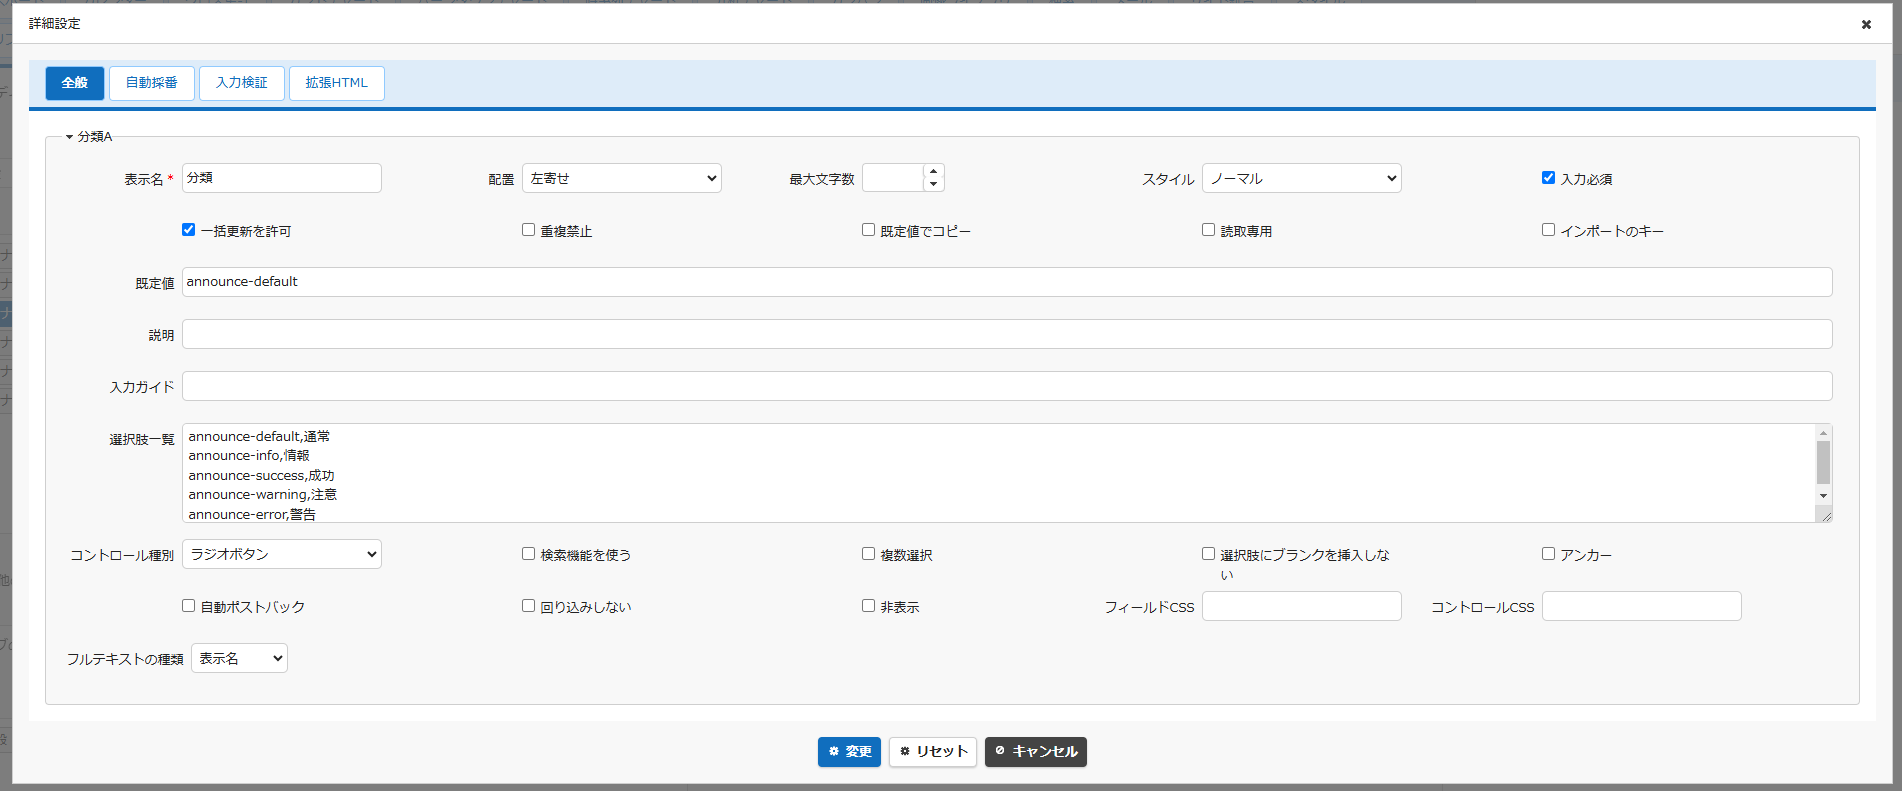 詳細設定
全般 自動採番 入力検証 拡張HTML
分類A
表示名 * 分類 配置 左寄せ 最大文字数 スタイル ノーマル 入力必須
一括更新を許可 重複禁止 既定値でコピー 読取専用 インポートのキー
既定値 announce-default
説明
入力ガイド
選択肢一覧 announce-default,通常
announce-info,情報
announce-success,成功
announce-warning,注意
announce-error,警告
コントロール種別 ラジオボタン 検索機能を使う 複数選択 選択肢にブランクを挿入しな
い アンカー
自動ポストバック 回り込みしない 非表示 フィールドCSS コントロールCSS
フルテキストの種類 表示名
変更 リセット キャンセル